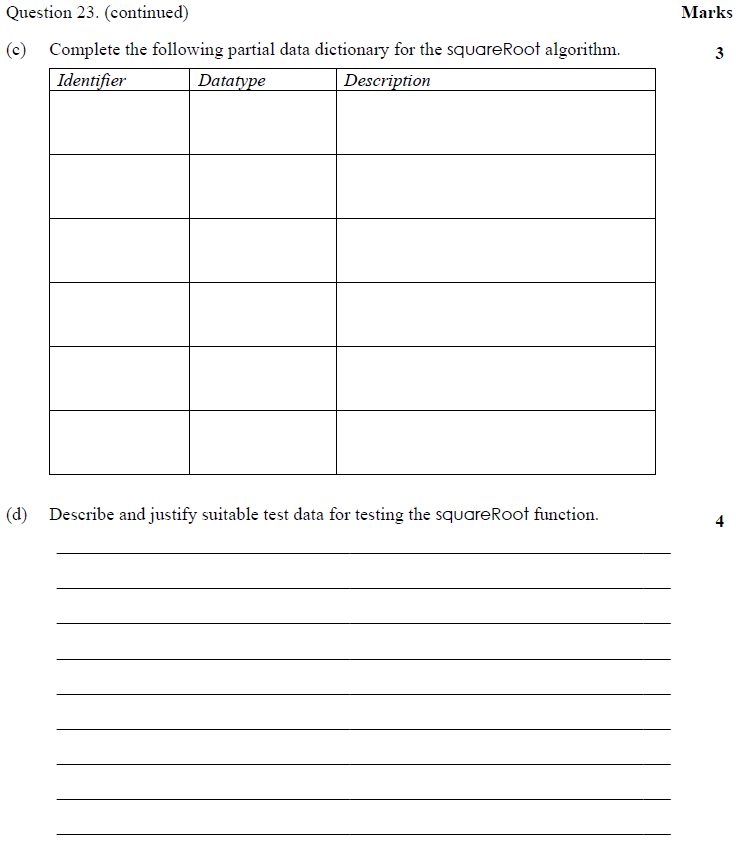 Question 23. (continued) Marks
(c) Complete the following partial data dictionary for the squareRoot algorithm. 3
Identifier Datatype Description
(d) Describe and justify suitable test data for testing the squareRoot function. 4